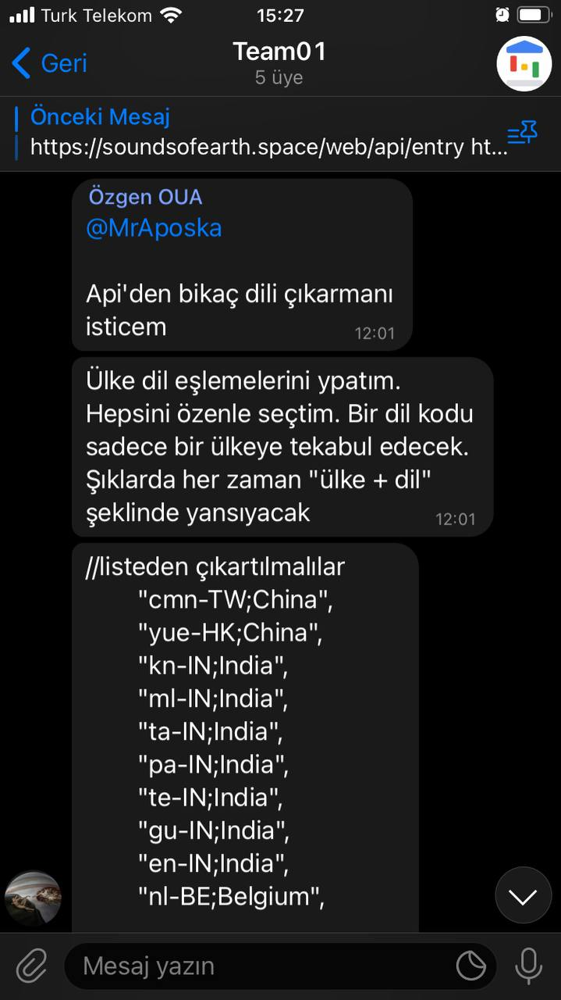 Turk Telekom
15:27
Geri
Team01
5 üye
Önceki Mesaj
https://soundsofearth.space/web/api/entry ht...
Özgen OUA
@MrAposka
Api'den bikaç dili çıkarmanı
isticem
12:01
Ülke dil eşlemelerini ypatım.
Hepsini özenle seçtim. Bir dil kodu
sadece bir ülkeye tekabul edecek.
Şıklarda her zaman "ülke + dil"
şeklinde yansıyacak
12:01
//listeden çıkartılmalılar
"cmn-TW;China",
"yue-HK;China",
"kn-IN;India",
"ml-IN;India",
"ta-IN;India",
"pa-IN;India",
"te-IN;India",
"gu-IN;India",
"en-IN;India",
"nl-BE;Belgium",
Mesaj yazın